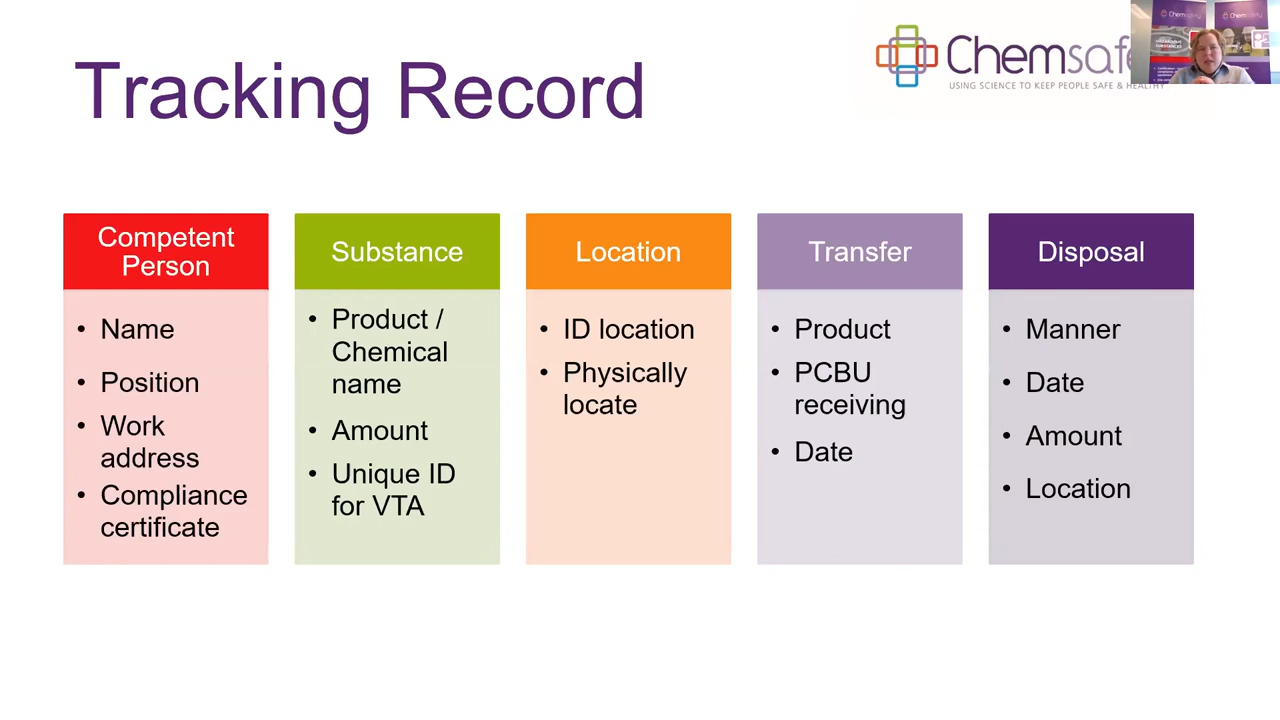 Tracking Record
Chemsafe
USING SCIENCE TO KEEP PEOPLE SAFE & HEALTHY
Competent
Person
• Name
• Position
• Work
address
• Compliance
certificate
Substance
• Product /
Chemical
name
• Amount
• Unique ID
for VTA
Location
• ID location
• Physically
locate
Transfer
• Product
• PCBU
receiving
• Date
Disposal
• Manner
• Date
• Amount
• Location